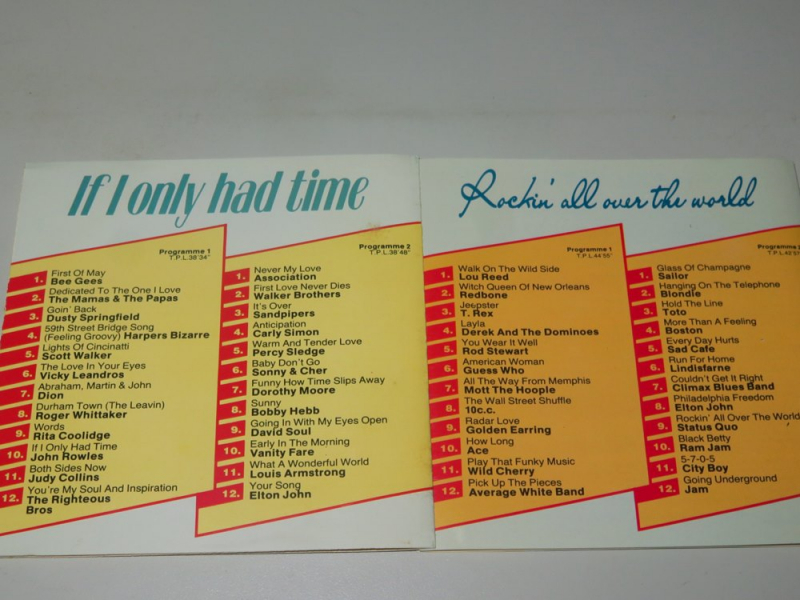 If I only had time
Programme 1
T.P.L.38'34"
1. First Of May
Bee Gees
2. Dedicated To The One I Love
The Mamas & The Papas
3. Goin' Back
Dusty Springfield
4. 59th Street Bridge Song
(Feeling Groovy) Harpers Bizarre
5. Lights Of Cincinatti
Scott Walker
6. The Love In Your Eyes
Vicky Leandros
7. Abraham, Martin & John
Dion
8. Durham Town (The Leavin)
Roger Whittaker
9. Words
Rita Coolidge
10. If I Only Had Time
John Rowles
11. Both Sides Now
Judy Collins
12. You're My Soul And Inspiration
The Righteous
Bros
Programme 2
T.P.L.38'48"
1. Never My Love
Association
2. First Love Never Dies
Walker Brothers
3. It's Over
Sandpipers
4. Anticipation
Carly Simon
5. Warm And Tender Love
Percy Sledge
6. Baby Don't Go
Sonny & Cher
7. Funny How Time Slips Away
Dorothy Moore
8. Sunny
Bobby Hebb
9. Going In With My Eyes Open
David Soul
10. Early In The Morning
Vanity Fare
11. What A Wonderful World
Louis Armstrong
12. Your Song
Elton John
Rockin' all over the world
Programme 1
T.P.L.44'55"
1. Walk On The Wild Side
Lou Reed
2. Witch Queen Of New Orleans
Redbone
3. Jeepster
T. Rex
4. Layla
Derek And The Dominoes
5. You Wear It Well
Rod Stewart
6. American Woman
Guess Who
7. All The Way From Memphis
Mott The Hoople
8. The Wall Street Shuffle
10c.c.
9. Radar Love
Golden Earring
10. How Long
Ace
11. Play That Funky Music
Wild Cherry
12. Pick Up The Pieces
Average White Band
Programme
1. Glass Of Champagne
Sailor
2. Hanging On The Telephone
Blondie
3. Hold The Line
Toto
4. More Than A Feeling
Boston
5. Every Day Hurts
Sad Cafe
6. Run For Home
Lindisfarne
7. Couldn't Get It Right
Climax Blues Band
8. Philadelphia Freedom
Elton John
9. Rockin' All Over The World
Status Quo
10. Black Betty
Ram Jam
11. 5-7-0-5
City Boy
12. Going Underground
Jam